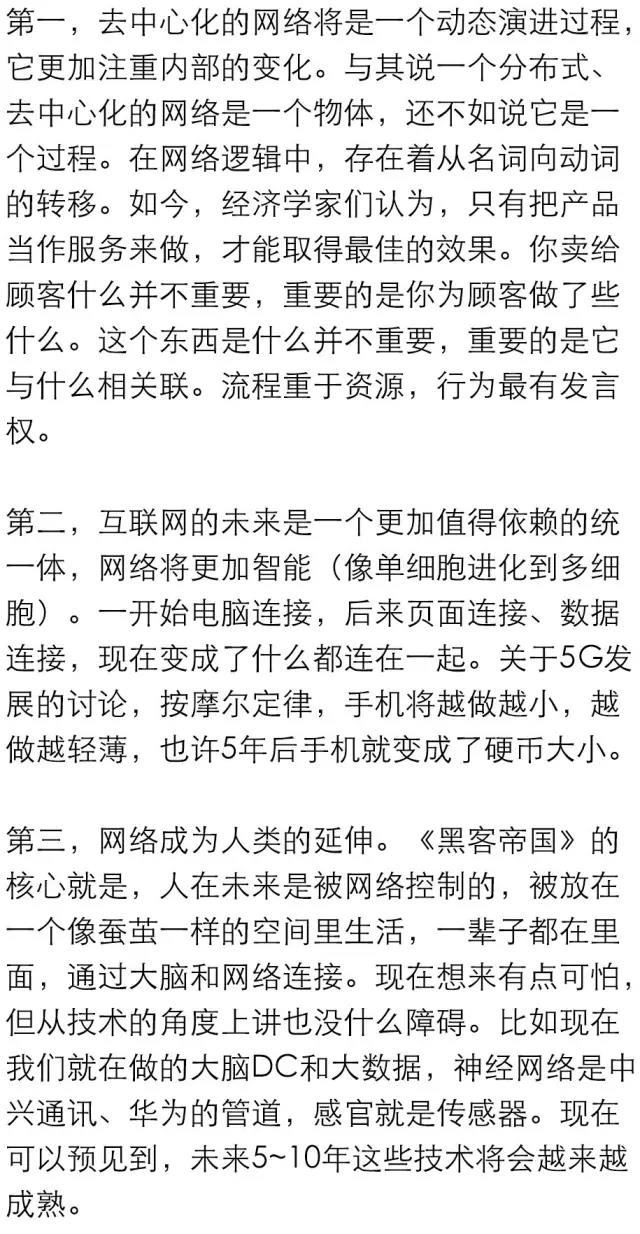 第一，去中心化的网络将是一个动态演进过程，
它更加注重内部的变化。与其说一个分布式、
去中心化的网络是一个物体，还不如说它是一
个过程。在网络逻辑中，存在着从名词向动词
的转移。如今，经济学家们认为，只有把产品
当作服务来做，才能取得最佳的效果。你卖给
顾客什么并不重要，重要的是你为顾客做了些
什么。这个东西是什么并不重要，重要的是它
与什么相关联。流程重于资源，行为最有发言
权。
第二，互联网的未来是一个更加值得依赖的统
一体，网络将更加智能（像单细胞进化到多细
胞）。一开始电脑连接，后来页面连接、数据
连接，现在变成了什么都连在一起。关于5G发
展的讨论，按摩尔定律，手机将越做越小，越
做越轻薄，也许5年后手机就变成了硬币大小。
第三，网络成为人类的延伸。《黑客帝国》的
核心就是，人在未来是被网络控制的，被放在
一个像蚕茧一样的空间里生活，一辈子都在里
面，通过大脑和网络连接。现在想来有点可怕，
但从技术的角度上讲也没什么障碍。比如现在
我们就在做的大脑DC和大数据，神经网络是中
兴通讯、华为的管道，感官就是传感器。现在
可以预见到，未来5~10年这些技术将会越来越
成熟。